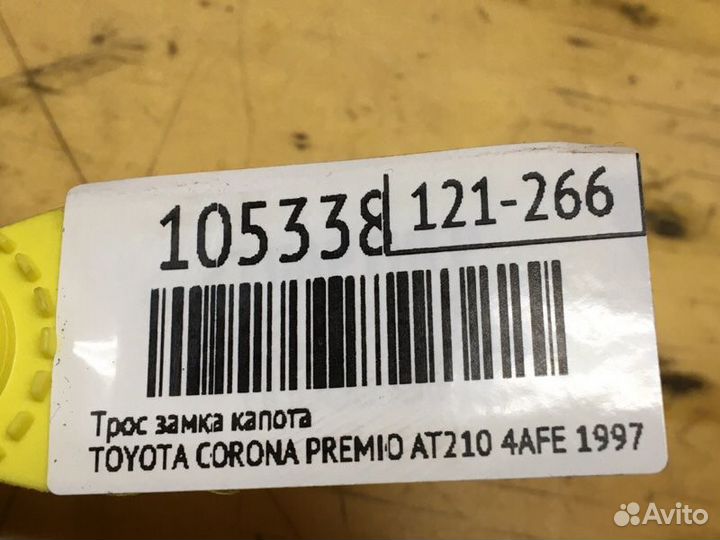 105338
121-266
Трос замка капота
TOYOTA CORONA PREMIO AT210 4AFE 1997
Avito